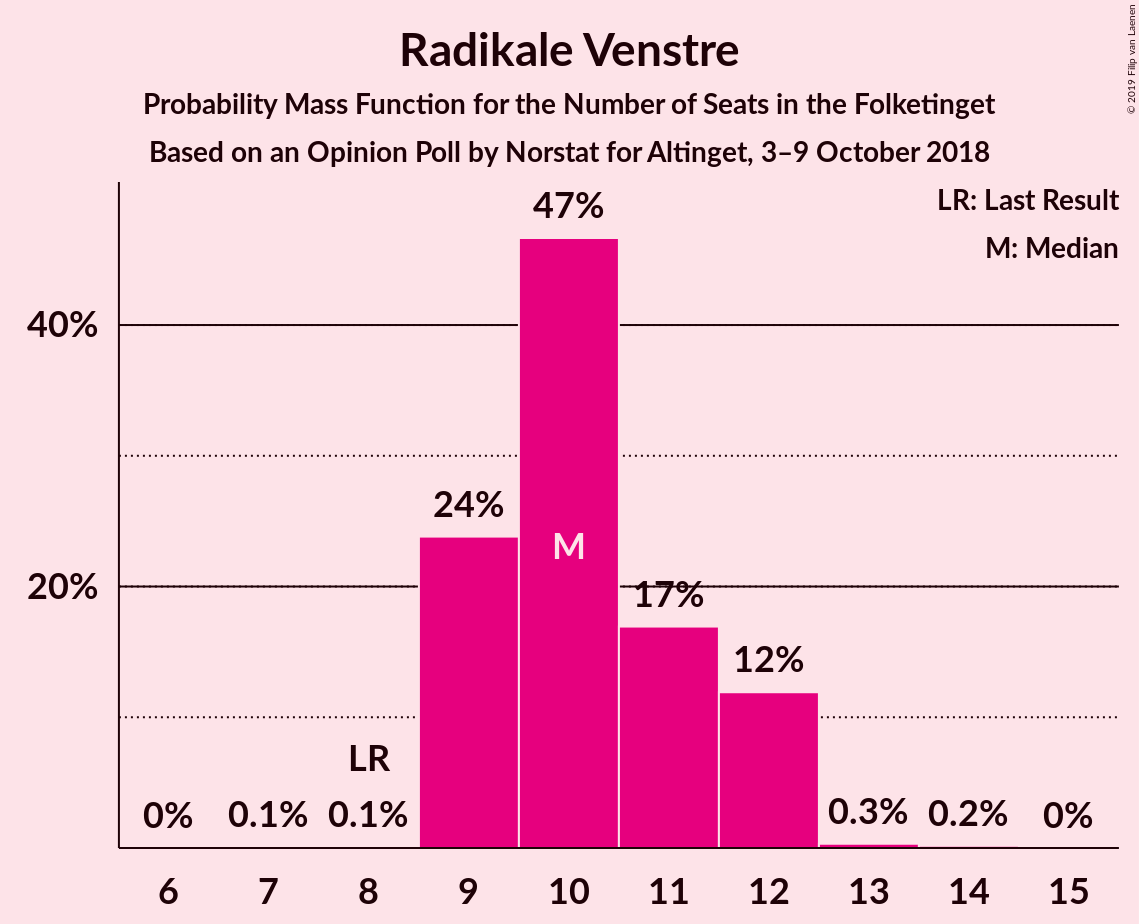 Radikale Venstre
Probability Mass Function for the Number of Seats in the Folketinget
Based on an Opinion Poll by Norstat for Altinget, 3–9 October 2018
© 2019 Filip van Laenen
LR: Last Result
M: Median
47%
40%
24%
M
20%
17%
12%
LR
0% 0.1% 0.1% 0.3% 0.2% 0%
6 7 8 9 10 11 12 13 14 15